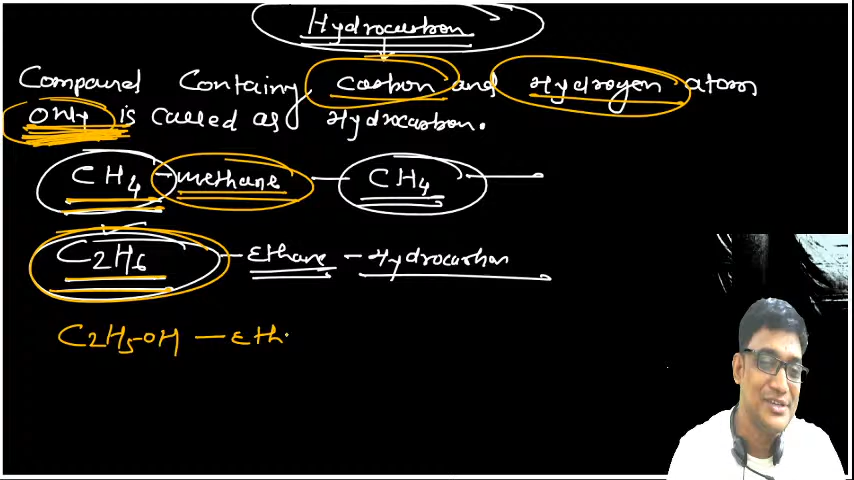 Hydrocarbon
Compound Containing Carbon and Hydrogen atom
only is called as Hydrocarbon.
CH4 - methane - CH4 -
C2H6 - Ethane - Hydrocarbon
C2H5-OH - Eth